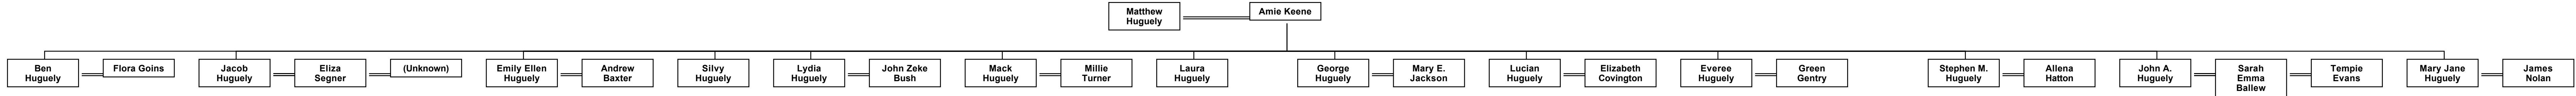 Matthew
Huguely
Amie Keene
Ben
Huguely
Flora Goins
Jacob
Huguely
Eliza
Segner
(Unknown)
Emily Ellen
Huguely
Andrew
Baxter
Silvy
Huguely
Lydia
Huguely
John Zeke
Bush
Mack
Huguely
Millie
Turner
Laura
Huguely
George
Huguely
Mary E.
Jackson
Lucian
Huguely
Elizabeth
Covington
Everee
Huguely
Green
Gentry
Stephen M.
Huguely
Allena
Hatton
John A.
Huguely
Sarah
Emma
Ballew
Tempie
Evans
Mary Jane
Huguely
James
Nolan